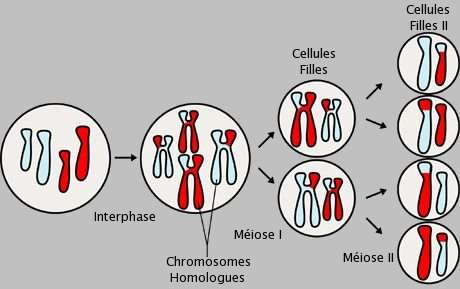 Cellules
Filles II
Cellules
Filles
Interphase
Méiose I
Chromosomes
Homologues
Méiose II